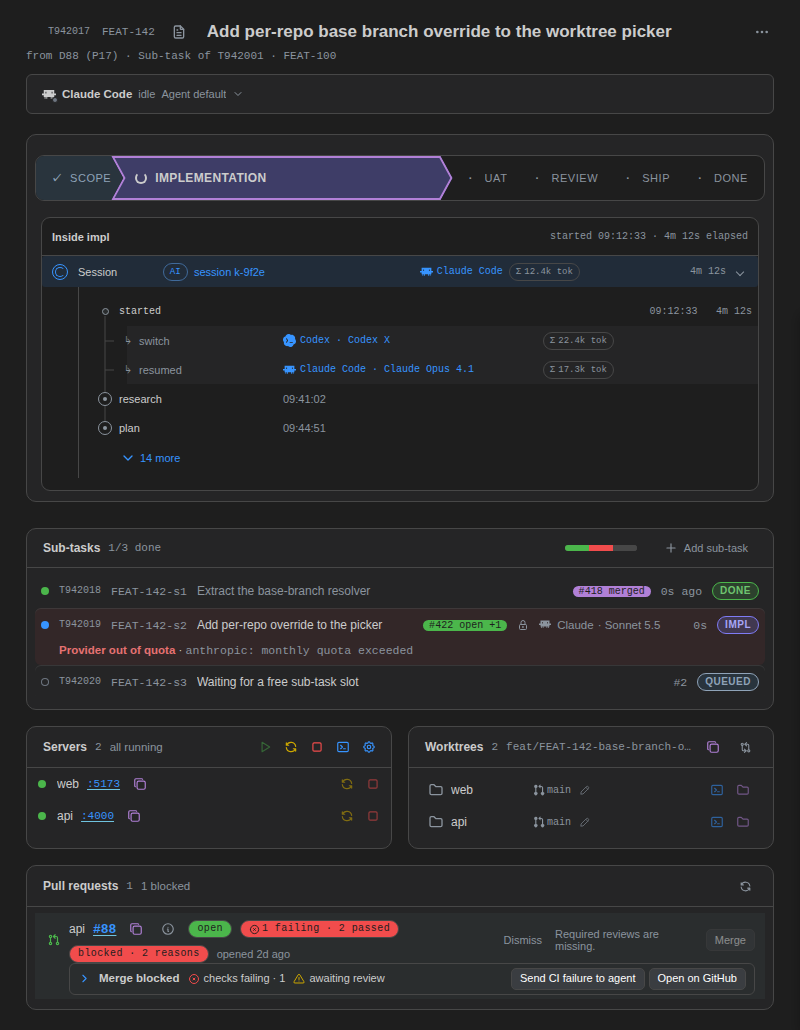 T942017 FEAT-142 Add per-repo base branch override to the worktree picker
from D88 (P17) · Sub-task of T942001 · FEAT-100
Claude Code idle Agent default
SCOPE IMPLEMENTATION · UAT · REVIEW · SHIP · DONE
Inside impl started 09:12:33 · 4m 12s elapsed
Session AI session k-9f2e Claude Code Σ 12.4k tok 4m 12s
started 09:12:33 4m 12s
↳ switch Codex · Codex X Σ 22.4k tok
↳ resumed Claude Code · Claude Opus 4.1 Σ 17.3k tok
research 09:41:02
plan 09:44:51
14 more
Sub-tasks 1/3 done Add sub-task
T942018 FEAT-142-s1 Extract the base-branch resolver #418 merged 0s ago DONE
T942019 FEAT-142-s2 Add per-repo override to the picker #422 open +1 Claude · Sonnet 5.5 0s IMPL
Provider out of quota · anthropic: monthly quota exceeded
T942020 FEAT-142-s3 Waiting for a free sub-task slot #2 QUEUED
Servers 2 all running
web :5173
api :4000
Worktrees 2 feat/FEAT-142-base-branch-o…
web main
api main
Pull requests 1 1 blocked
api #88 open 1 failing · 2 passed
blocked · 2 reasons opened 2d ago
Dismiss Required reviews are missing. Merge
Merge blocked checks failing · 1 awaiting review Send CI failure to agent Open on GitHub